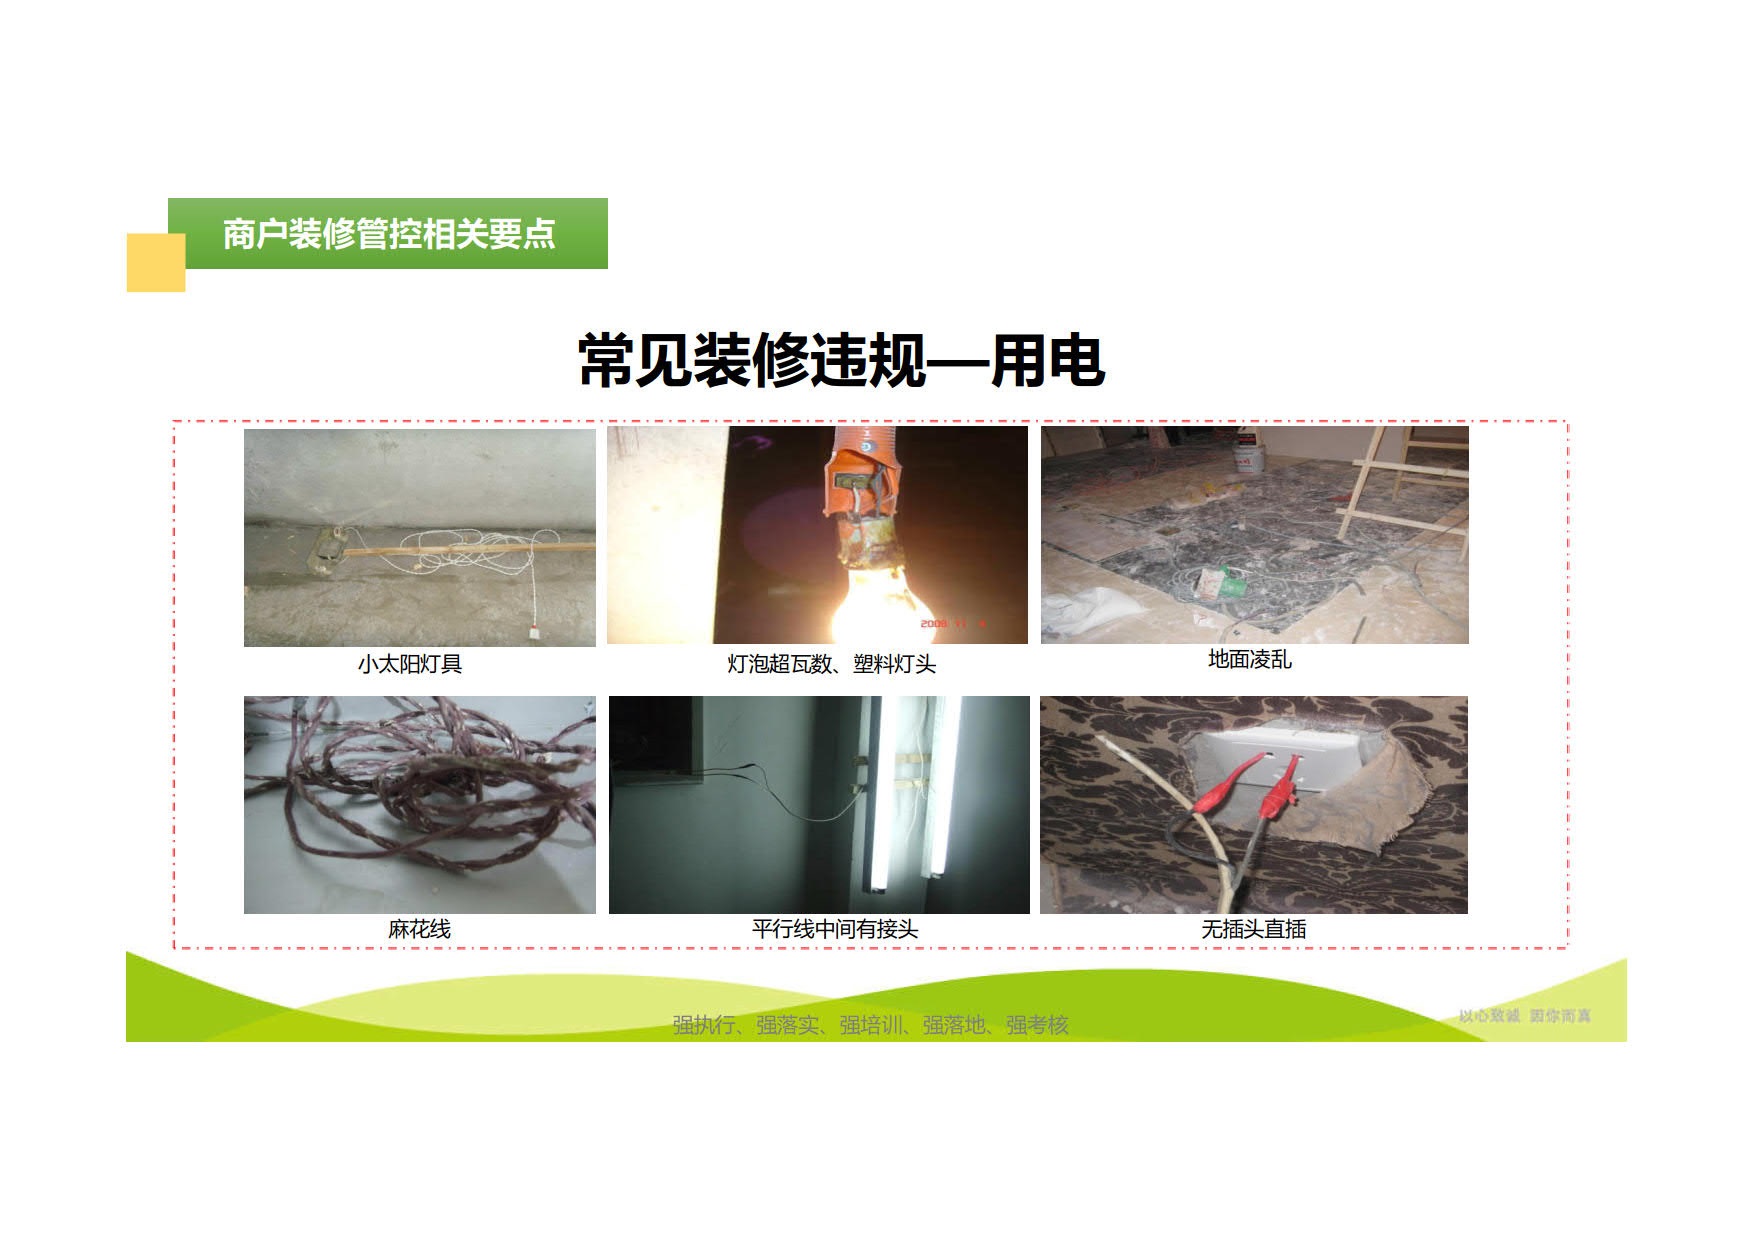 商户装修管控相关要点
常见装修违规—用电
小太阳灯具
灯泡超瓦数、塑料灯头
地面凌乱
麻花线
平行线中间有接头
无插头直插
强执行、强落实、强培训、强落地、强考核
以心致诚 因你而真